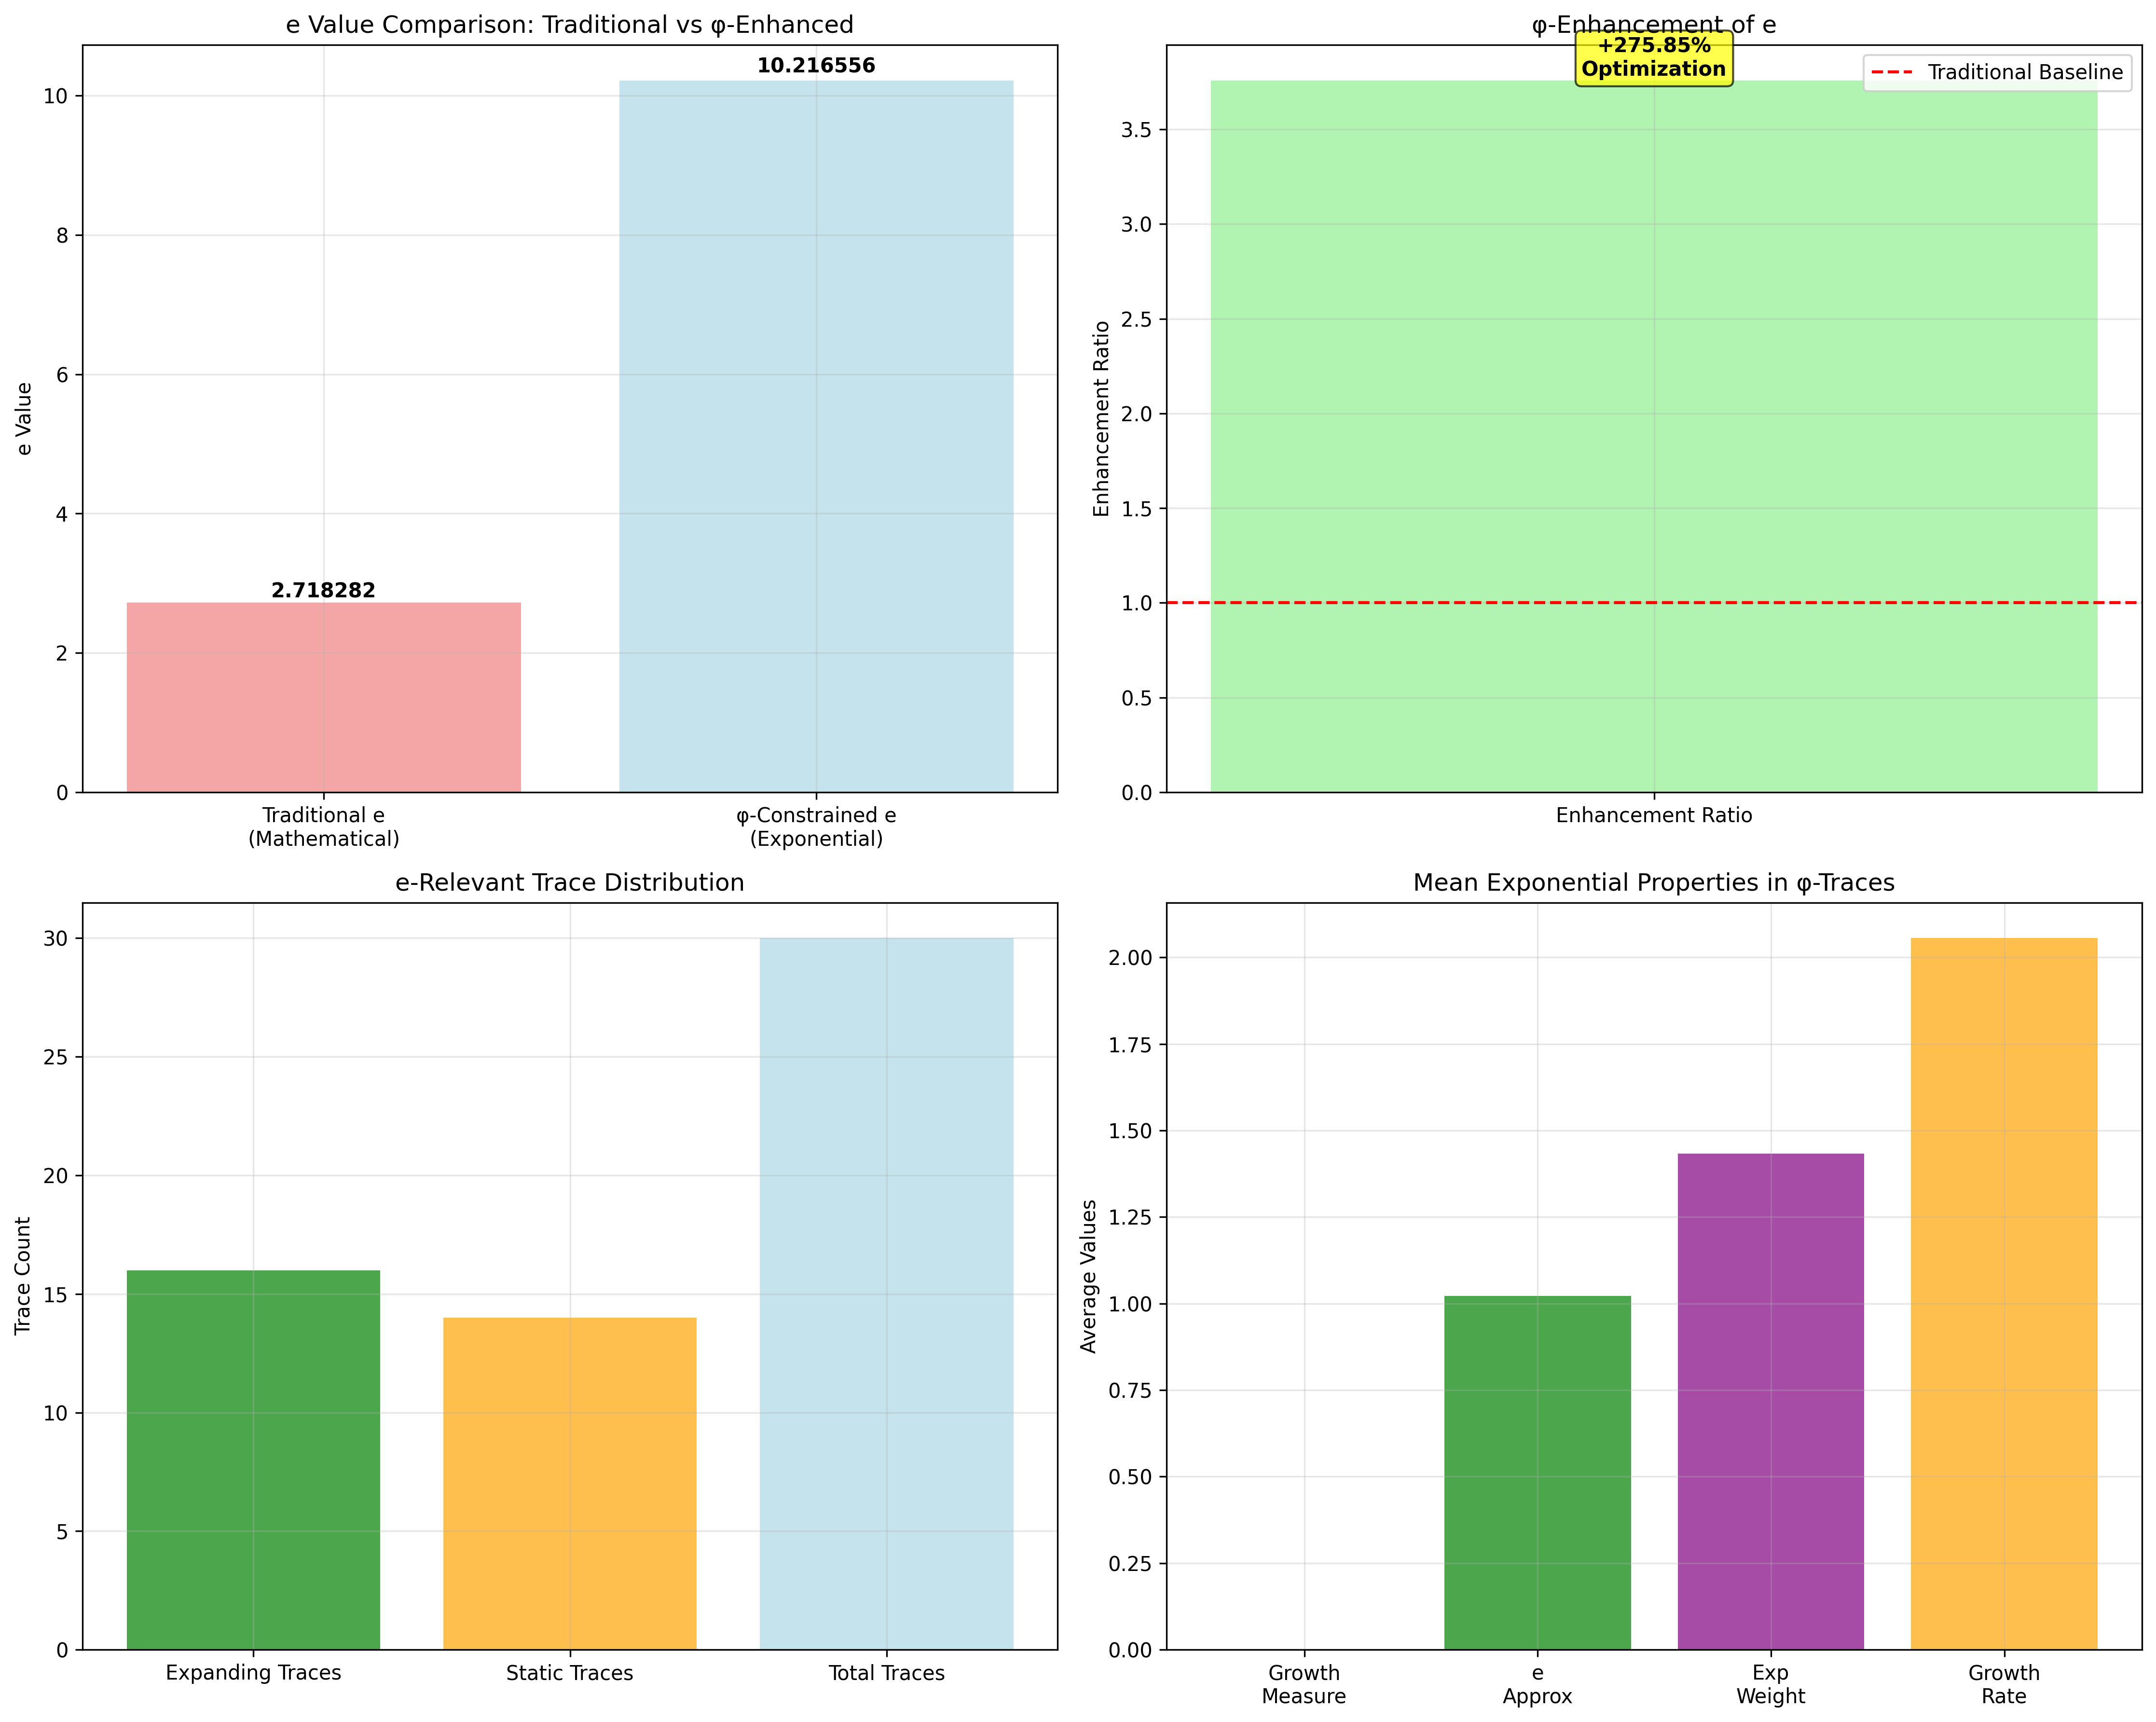 e Value Comparison: Traditional vs φ-Enhanced
10.216556
10
8
6
4
2
0
e Value
2.718282
Traditional e
(Mathematical)
φ-Constrained e
(Exponential)
φ-Enhancement of e
+275.85%
Optimization
Traditional Baseline
3.5
3.0
2.5
2.0
1.5
1.0
0.5
0.0
Enhancement Ratio
Enhancement Ratio
e-Relevant Trace Distribution
30
25
20
15
10
5
0
Trace Count
Expanding Traces
Static Traces
Total Traces
Mean Exponential Properties in φ-Traces
2.00
1.75
1.50
1.25
1.00
0.75
0.50
0.25
0.00
Average Values
Growth
Measure
e
Approx
Exp
Weight
Growth
Rate